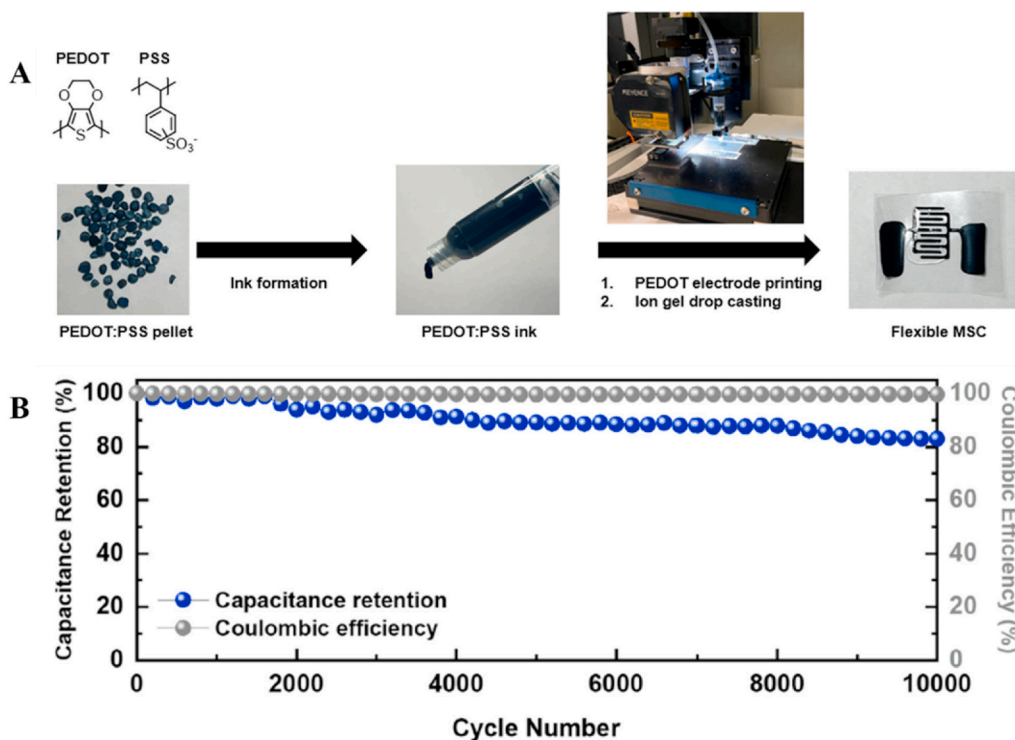 A
PEDOT
PSS
O
O
S
SO3-
KEYENCE
Ink formation
1. PEDOT electrode printing
2. Ion gel drop casting
PEDOT:PSS pellet
PEDOT:PSS ink
Flexible MSC
B
Capacitance Retention (%)
100
80
60
40
20
0
Capacitance retention
Coulombic efficiency
100
80
60
40
20
0
Coulombic Efficiency (%)
0
2000
4000
6000
8000
10000
Cycle Number